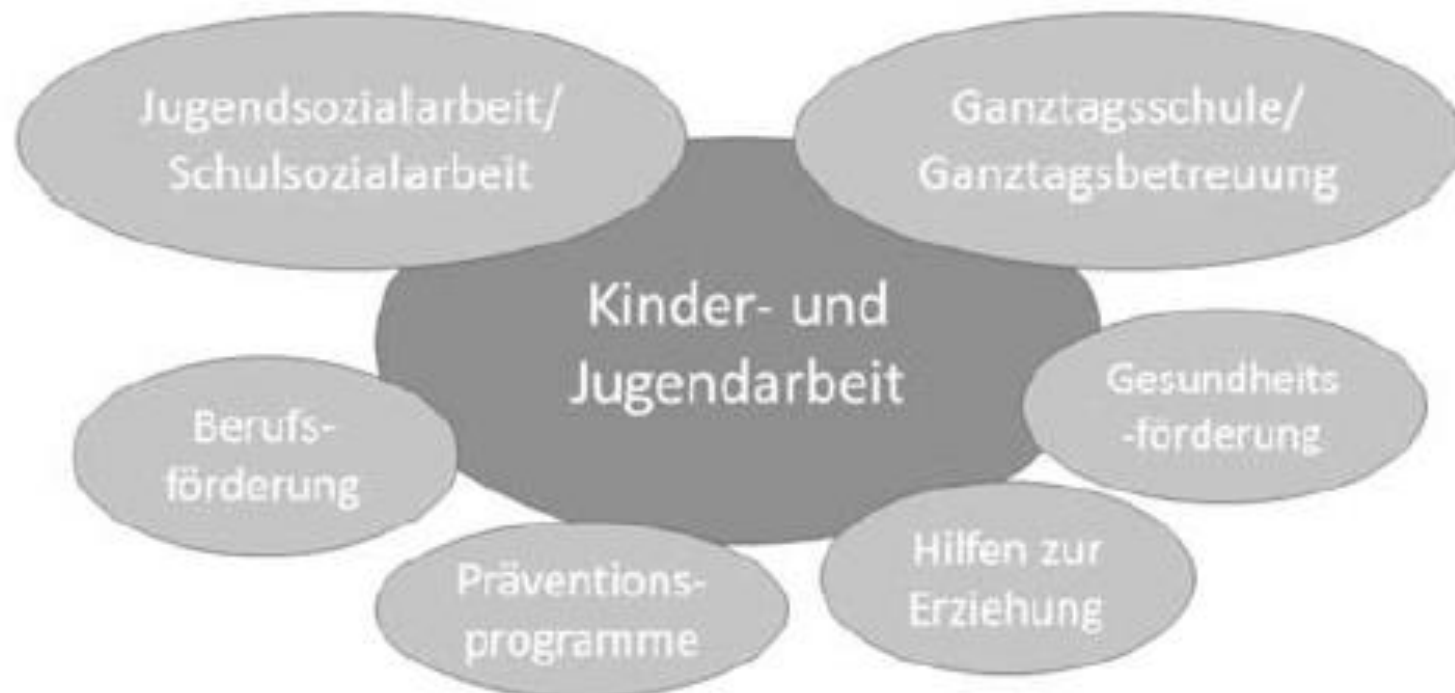 Jugendsozialarbeit/
Schulsozialarbeit
Ganztagsschule/
Ganztagsbetreuung
Kinder- und
Jugendarbeit
Gesundheits
-förderung
Berufs-
förderung
Hilfen zur
Erziehung
Präventions-
programme